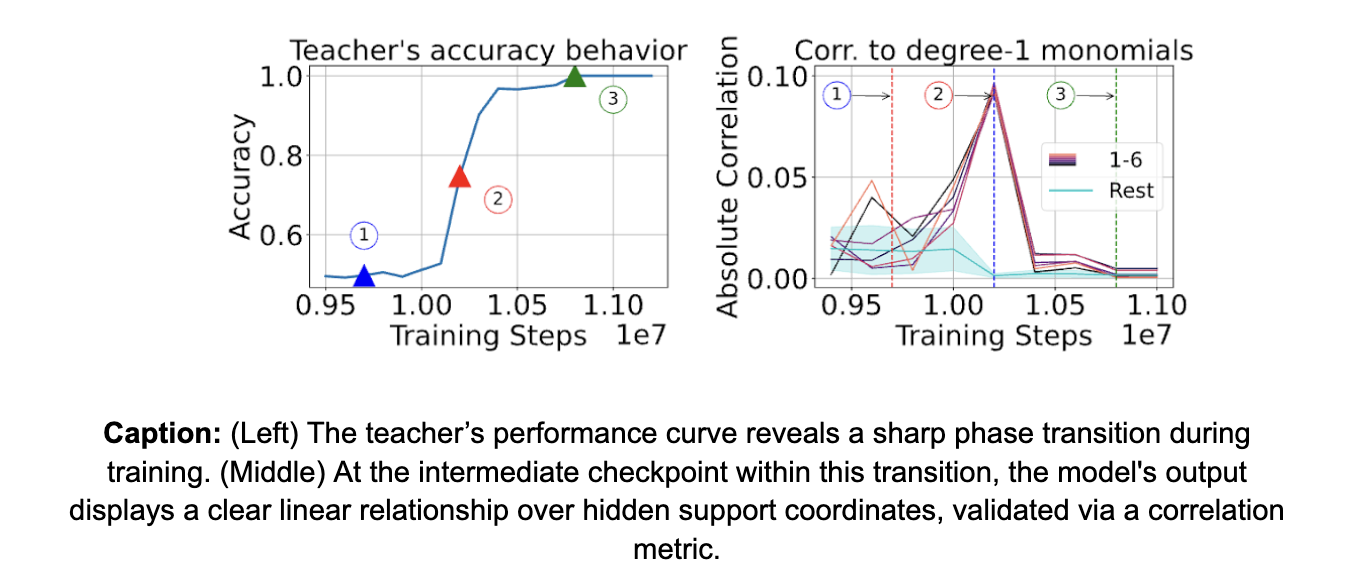 Teacher's accuracy behavior
1.0
0.8
0.6
Accuracy
1
2
3
0.95 1.00 1.05 1.10
Training Steps 1e7
Corr. to degree-1 monomials
0.10
0.05
0.00
Absolute Correlation
1 2 3
1-6
Rest
0.95 1.00 1.05 1.10
Training Steps 1e7
Caption: (Left) The teacher’s performance curve reveals a sharp phase transition during
training. (Middle) At the intermediate checkpoint within this transition, the model's output
displays a clear linear relationship over hidden support coordinates, validated via a correlation
metric.